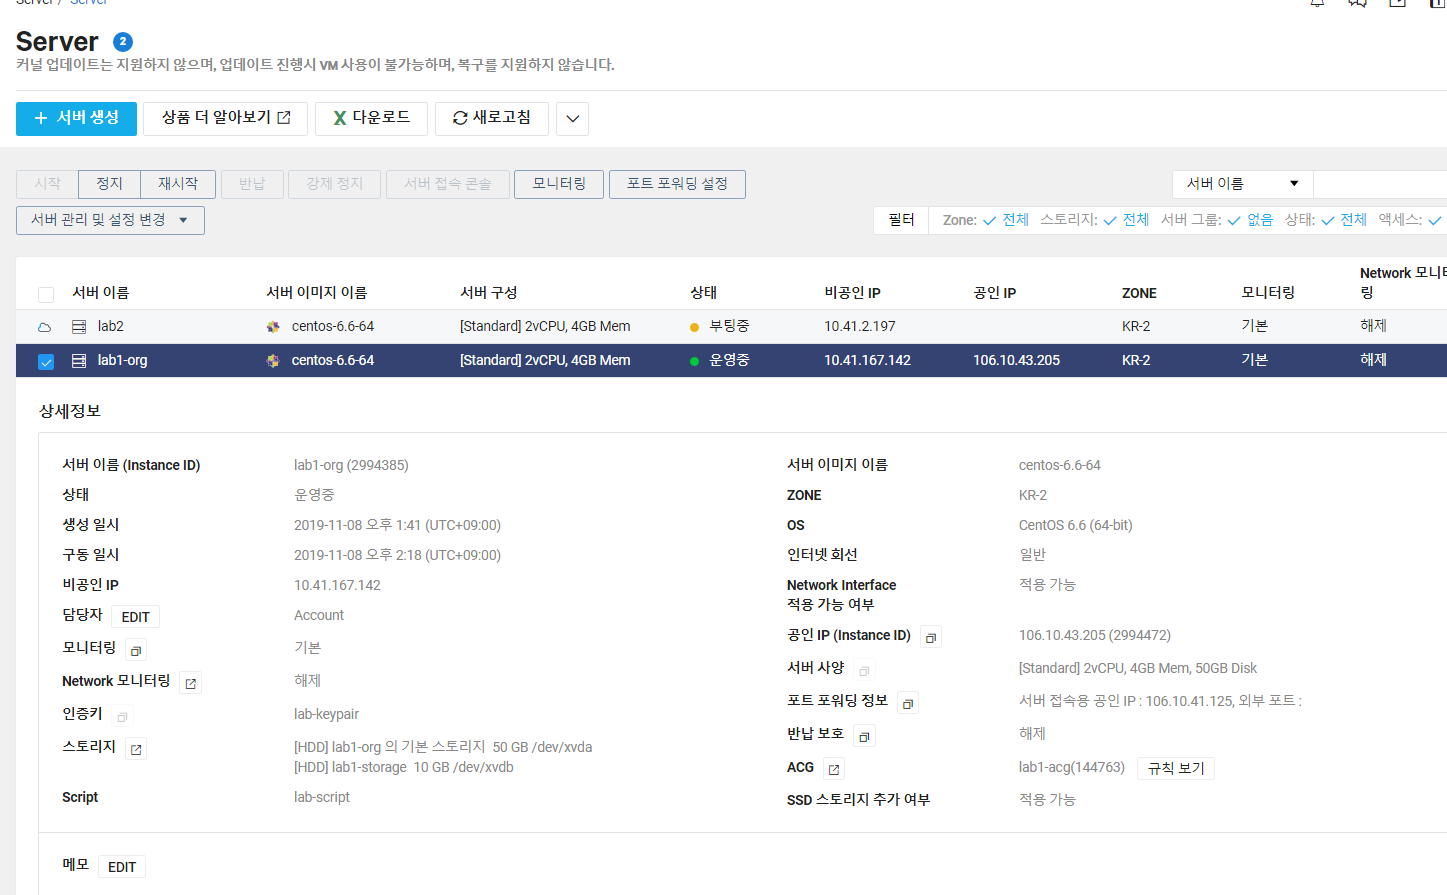 Server / Server
Server 2
커널 업데이트는 지원하지 않으며, 업데이트 진행시 VM 사용이 불가능하며, 복구를 지원하지 않습니다.
+ 서버 생성 상품 더 알아보기 X 다운로드 새로고침
시작 정지 재시작 반납 강제 정지 서버 접속 콘솔 모니터링 포트 포워딩 설정 서버 이름
서버 관리 및 설정 변경 필터 Zone: 전체 스토리지: 전체 서버 그룹: 없음 상태: 전체 액세스:
서버 이름 서버 이미지 이름 서버 구성 상태 비공인 IP 공인 IP ZONE 모니터링 Network 모니터링
lab2 centos-6.6-64 [Standard] 2vCPU, 4GB Mem 부팅중 10.41.2.197 KR-2 기본 해제
lab1-org centos-6.6-64 [Standard] 2vCPU, 4GB Mem 운영중 10.41.167.142 106.10.43.205 KR-2 기본 해제
상세정보
서버 이름 (Instance ID) lab1-org (2994385) 서버 이미지 이름 centos-6.6-64
상태 운영중 ZONE KR-2
생성 일시 2019-11-08 오후 1:41 (UTC+09:00) OS CentOS 6.6 (64-bit)
구동 일시 2019-11-08 오후 2:18 (UTC+09:00) 인터넷 회선 일반
비공인 IP 10.41.167.142 Network Interface 적용 가능
적용 가능 여부
담당자 EDIT Account
공인 IP (Instance ID) 106.10.43.205 (2994472)
모니터링 기본 서버 사양 [Standard] 2vCPU, 4GB Mem, 50GB Disk
Network 모니터링 해제 포트 포워딩 정보 서버 접속용 공인 IP : 106.10.41.125, 외부 포트 :
인증키 lab-keypair 반납 보호 해제
스토리지 [HDD] lab1-org 의 기본 스토리지 50 GB /dev/xvda
[HDD] lab1-storage 10 GB /dev/xvdb ACG lab1-acg(144763) 규칙 보기
Script lab-script SSD 스토리지 추가 여부 적용 가능
메모 EDIT